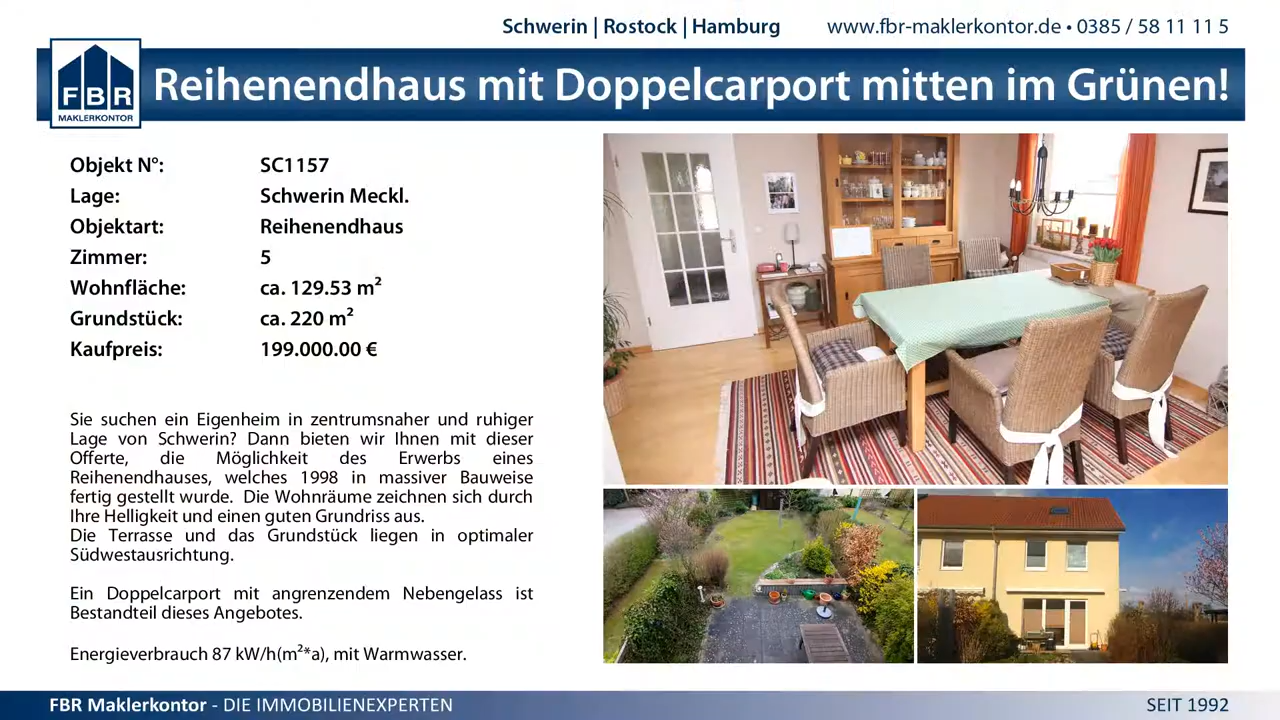 Schwerin | Rostock | Hamburg www.fbr-maklerkontor.de • 0385 / 58 11 11 5
FBR
MAKLERKONTOR
Reihenendhaus mit Doppelcarport mitten im Grünen!
Objekt N°: SC1157
Lage: Schwerin Meckl.
Objektart: Reihenendhaus
Zimmer: 5
Wohnfläche: ca. 129.53 m²
Grundstück: ca. 220 m²
Kaufpreis: 199.000.00 €
Sie suchen ein Eigenheim in zentrumsnaher und ruhiger
Lage von Schwerin? Dann bieten wir Ihnen mit dieser
Offerte, die Möglichkeit des Erwerbs eines
Reihenendhauses, welches 1998 in massiver Bauweise
fertig gestellt wurde. Die Wohnräume zeichnen sich durch
Ihre Helligkeit und einen guten Grundriss aus.
Die Terrasse und das Grundstück liegen in optimaler
Südwestausrichtung.
Ein Doppelcarport mit angrenzendem Nebengelass ist
Bestandteil dieses Angebotes.
Energieverbrauch 87 kW/h(m²*a), mit Warmwasser.
FBR Maklerkontor - DIE IMMOBILIENEXPERTEN SEIT 1992